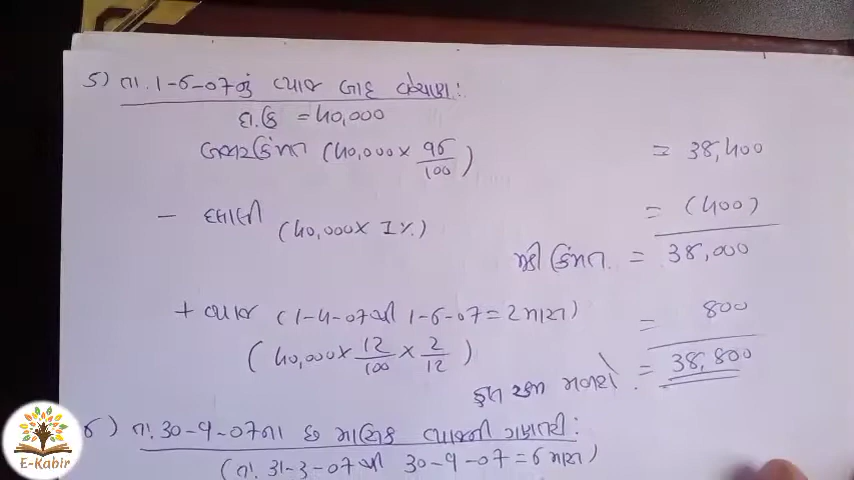 5) તા. 1-6-07નું વ્યાજ બાદ વેચાણ:
દા.કિં = 40,000
બજારકિંમત (40,000 × 96/100) = 38,400
- દલાલી (40,000 × 1%) = (400)
મૂડી કિંમત = 38,000
+ વ્યાજ (1-4-07થી 1-6-07 = 2 માસ) = 800
(40,000 × 12/100 × 2/12)
કુલ રકમ મળશે. = 38,800
6) તા. 30-9-07ના છ માસિક વ્યાજની ગણતરી:
(તા. 31-3-07થી 30-9-07 = 6 માસ)
E-Kabir